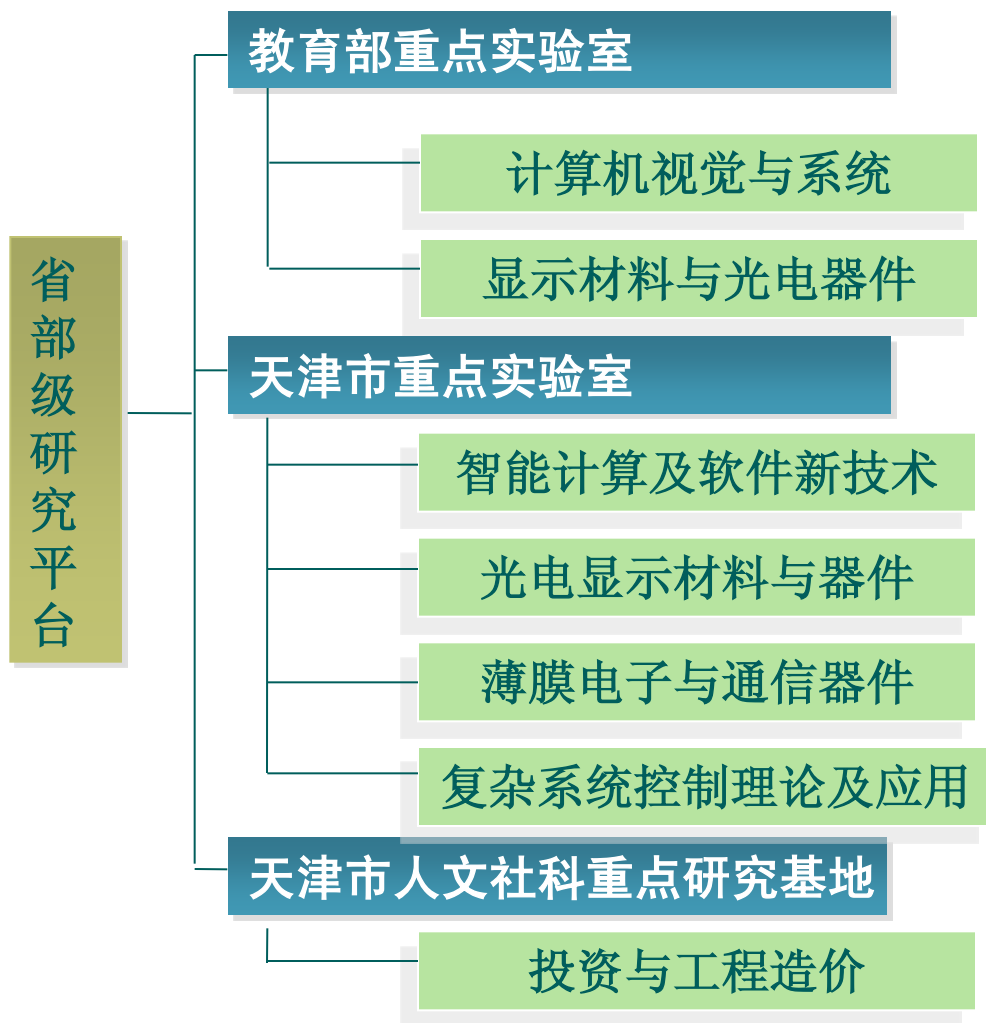 省部级研究平台
教育部重点实验室
计算机视觉与系统
显示材料与光电器件
天津市重点实验室
智能计算及软件新技术
光电显示材料与器件
薄膜电子与通信器件
复杂系统控制理论及应用
天津市人文社科重点研究基地
投资与工程造价